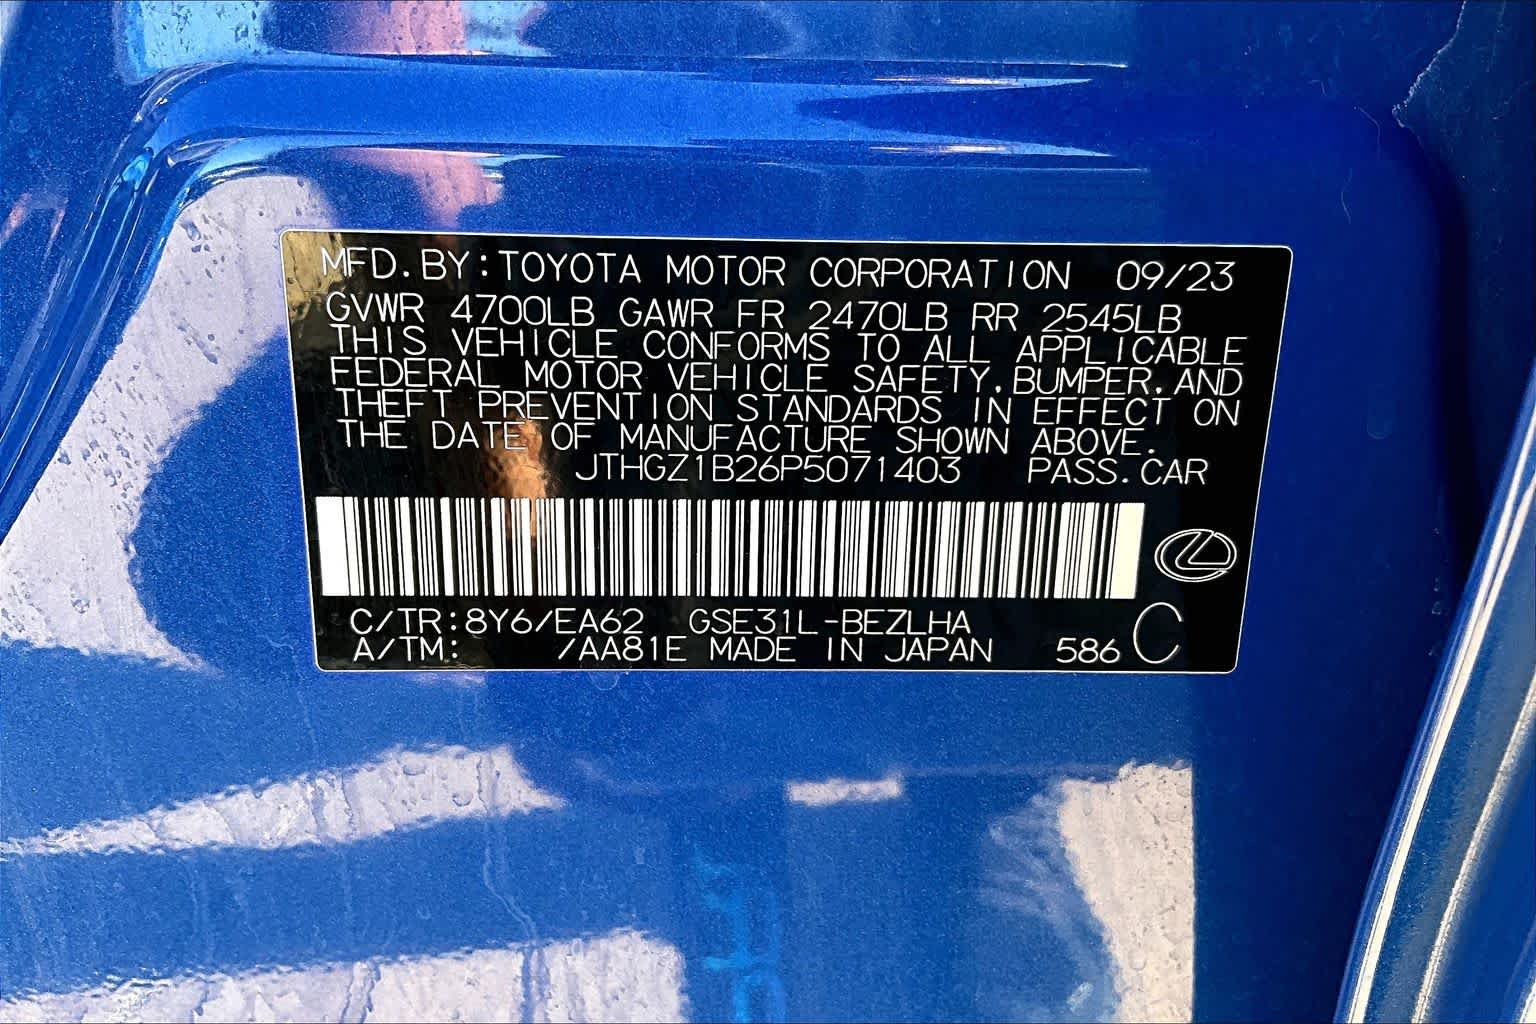 MFD.BY:TOYOTA MOTOR CORPORATION 09/23
GVWR 4700LB GAWR FR 2470LB RR 2545LB
THIS VEHICLE CONFORMS TO ALL APPLICABLE
FEDERAL MOTOR VEHICLE SAFETY,BUMPER,AND
THEFT PREVENTION STANDARDS IN EFFECT ON
THE DATE OF MANUFACTURE SHOWN ABOVE.
JTHGZ1B26P5071403 PASS.CAR
C/TR:8Y6/EA62 GSE31L-BEZLHA
A/TM: /AA81E MADE IN JAPAN 586 C